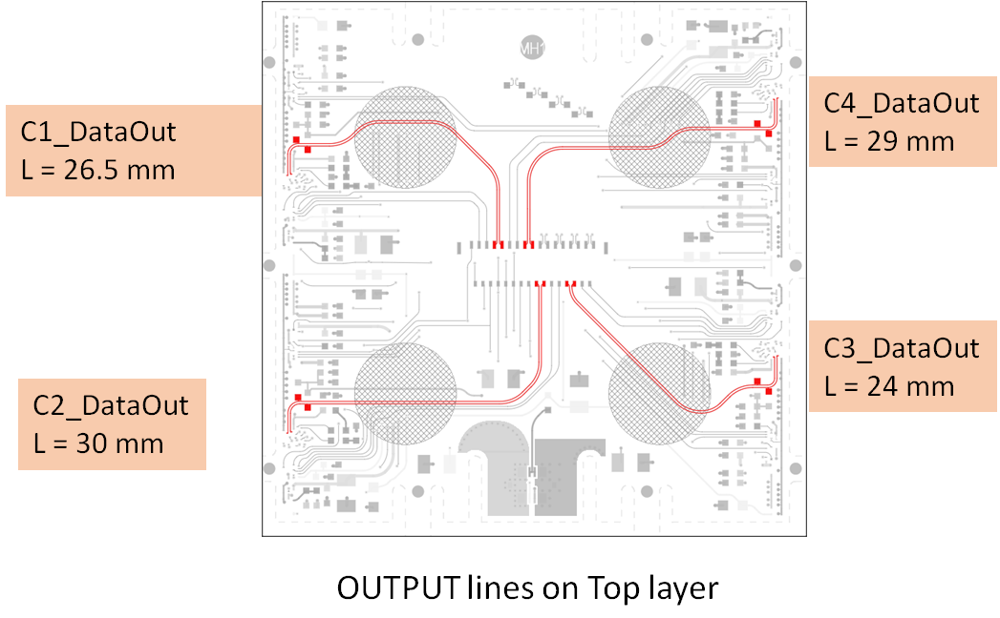 MH1
C1_DataOut
L = 26.5 mm
C4_DataOut
L = 29 mm
C2_DataOut
L = 30 mm
C3_DataOut
L = 24 mm
OUTPUT lines on Top layer